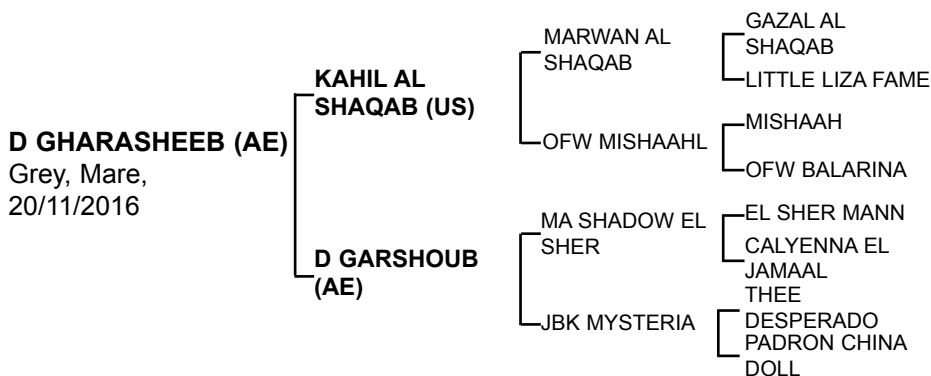 D GHARASHEEB (AE)
Grey, Mare,
20/11/2016
KAHIL AL
SHAQAB (US)
D GARSHOUB
(AE)
MARWAN AL
SHAQAB
OFW MISHAAHL
MA SHADOW EL
SHER
JBK MYSTERIA
GAZAL AL
SHAQAB
LITTLE LIZA FAME
MISHAAH
OFW BALARINA
EL SHER MANN
CALYENNA EL
JAMAAL
THEE
DESPERADO
PADRON CHINA
DOLL